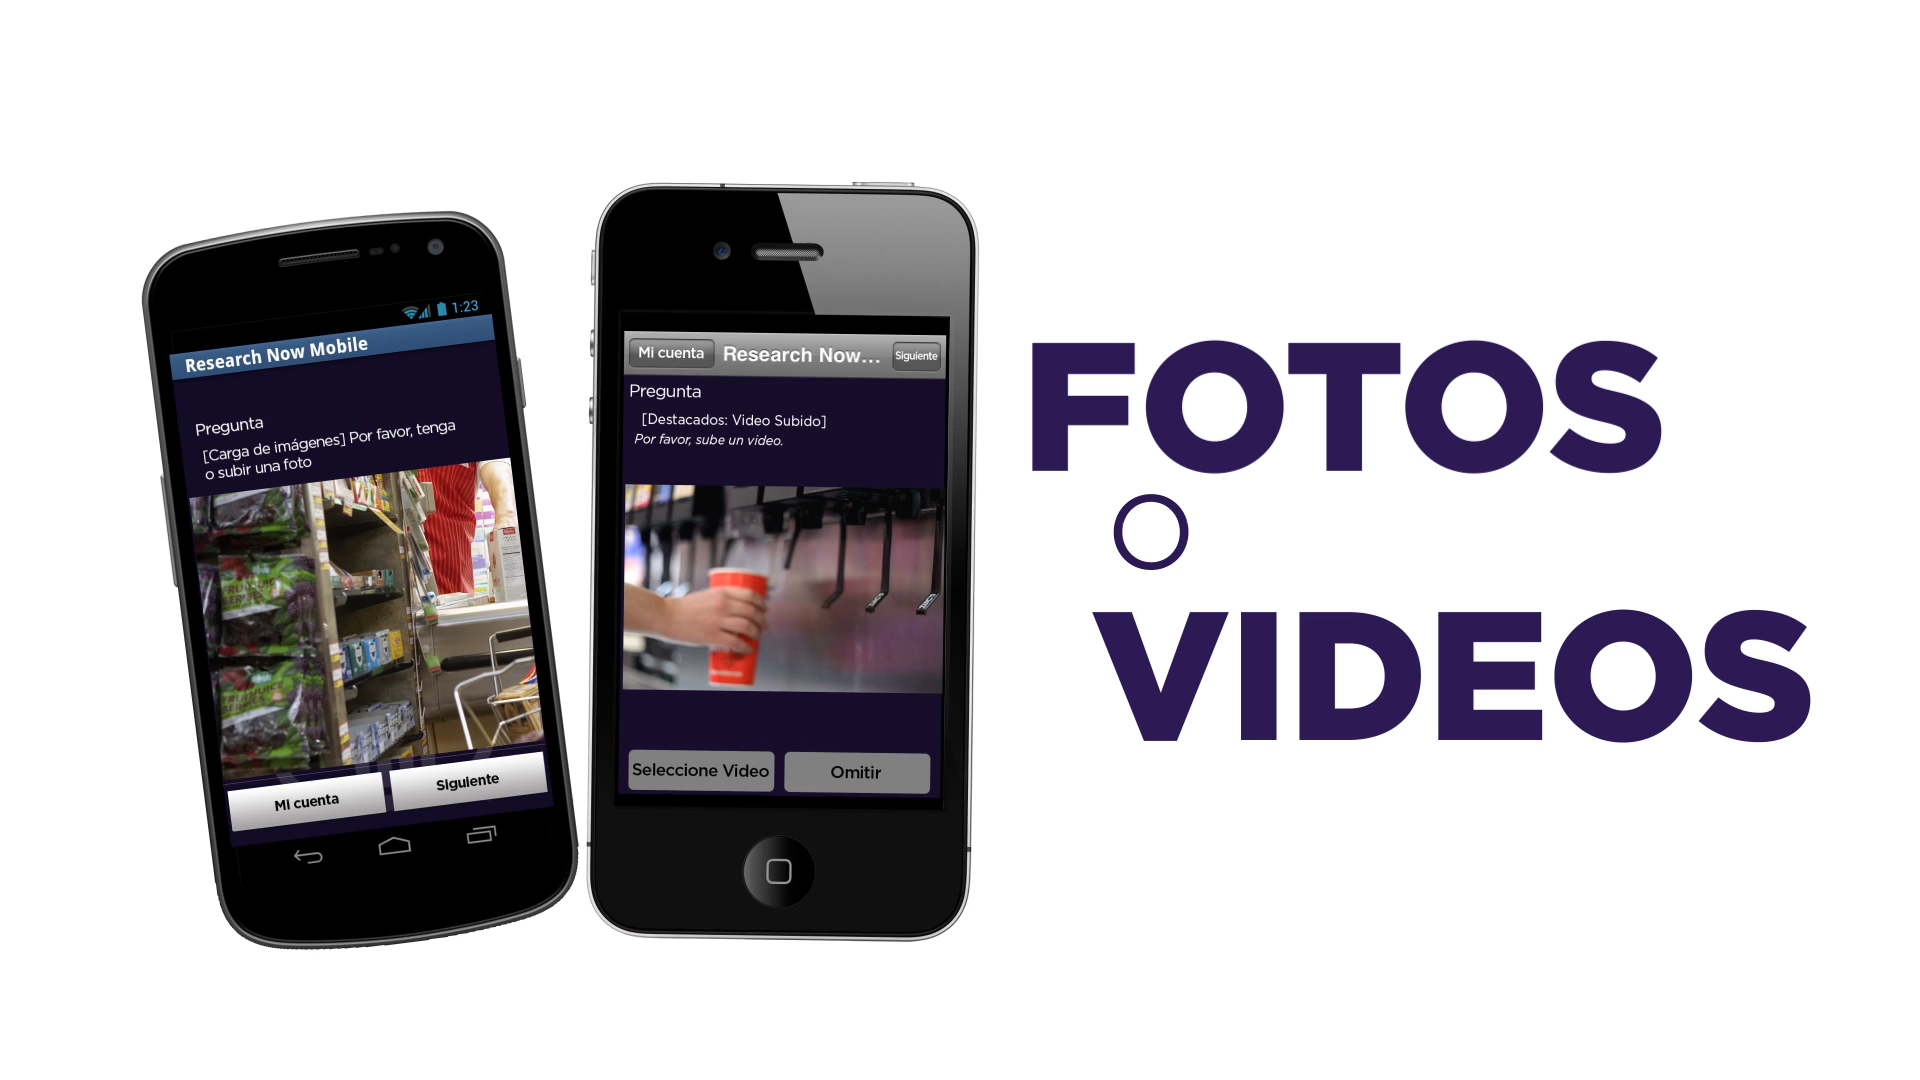 1:23
Research Now Mobile
Pregunta
[Carga de imágenes] Por favor, tenga
o subir una foto
Mi cuenta
Siguiente
Mi cuenta
Research Now...
Siguiente
Pregunta
[Destacados: Video Subido]
Por favor, sube un video.
Seleccione Video
Omitir
FOTOS
O
VIDEOS